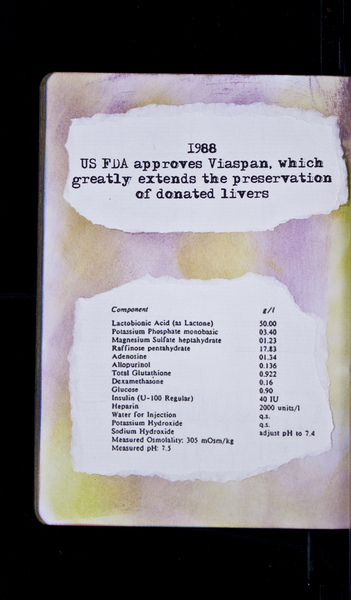 1988
US FDA approves Viaspan, which
greatly extends the preservation
of donated livers
Component g/l
Lactobionic Acid (as Lactone) 50.00
Potassium Phosphate monobasic 03.40
Magnesium Sulfate heptahydrate 01.23
Raffinose pentahydrate 17.83
Adenosine 01.34
Allopurinol 0.136
Total Glutathione 0.922
Dexamethasone 0.16
Glucose 0.90
Insulin (U-100 Regular) 40 IU
Heparin 2000 units/l
Water for Injection q.s.
Potassium Hydroxide q.s.
Sodium Hydroxide adjust pH to 7.4
Measured Osmolality: 305 mOsm/kg
Measured pH: 7.5